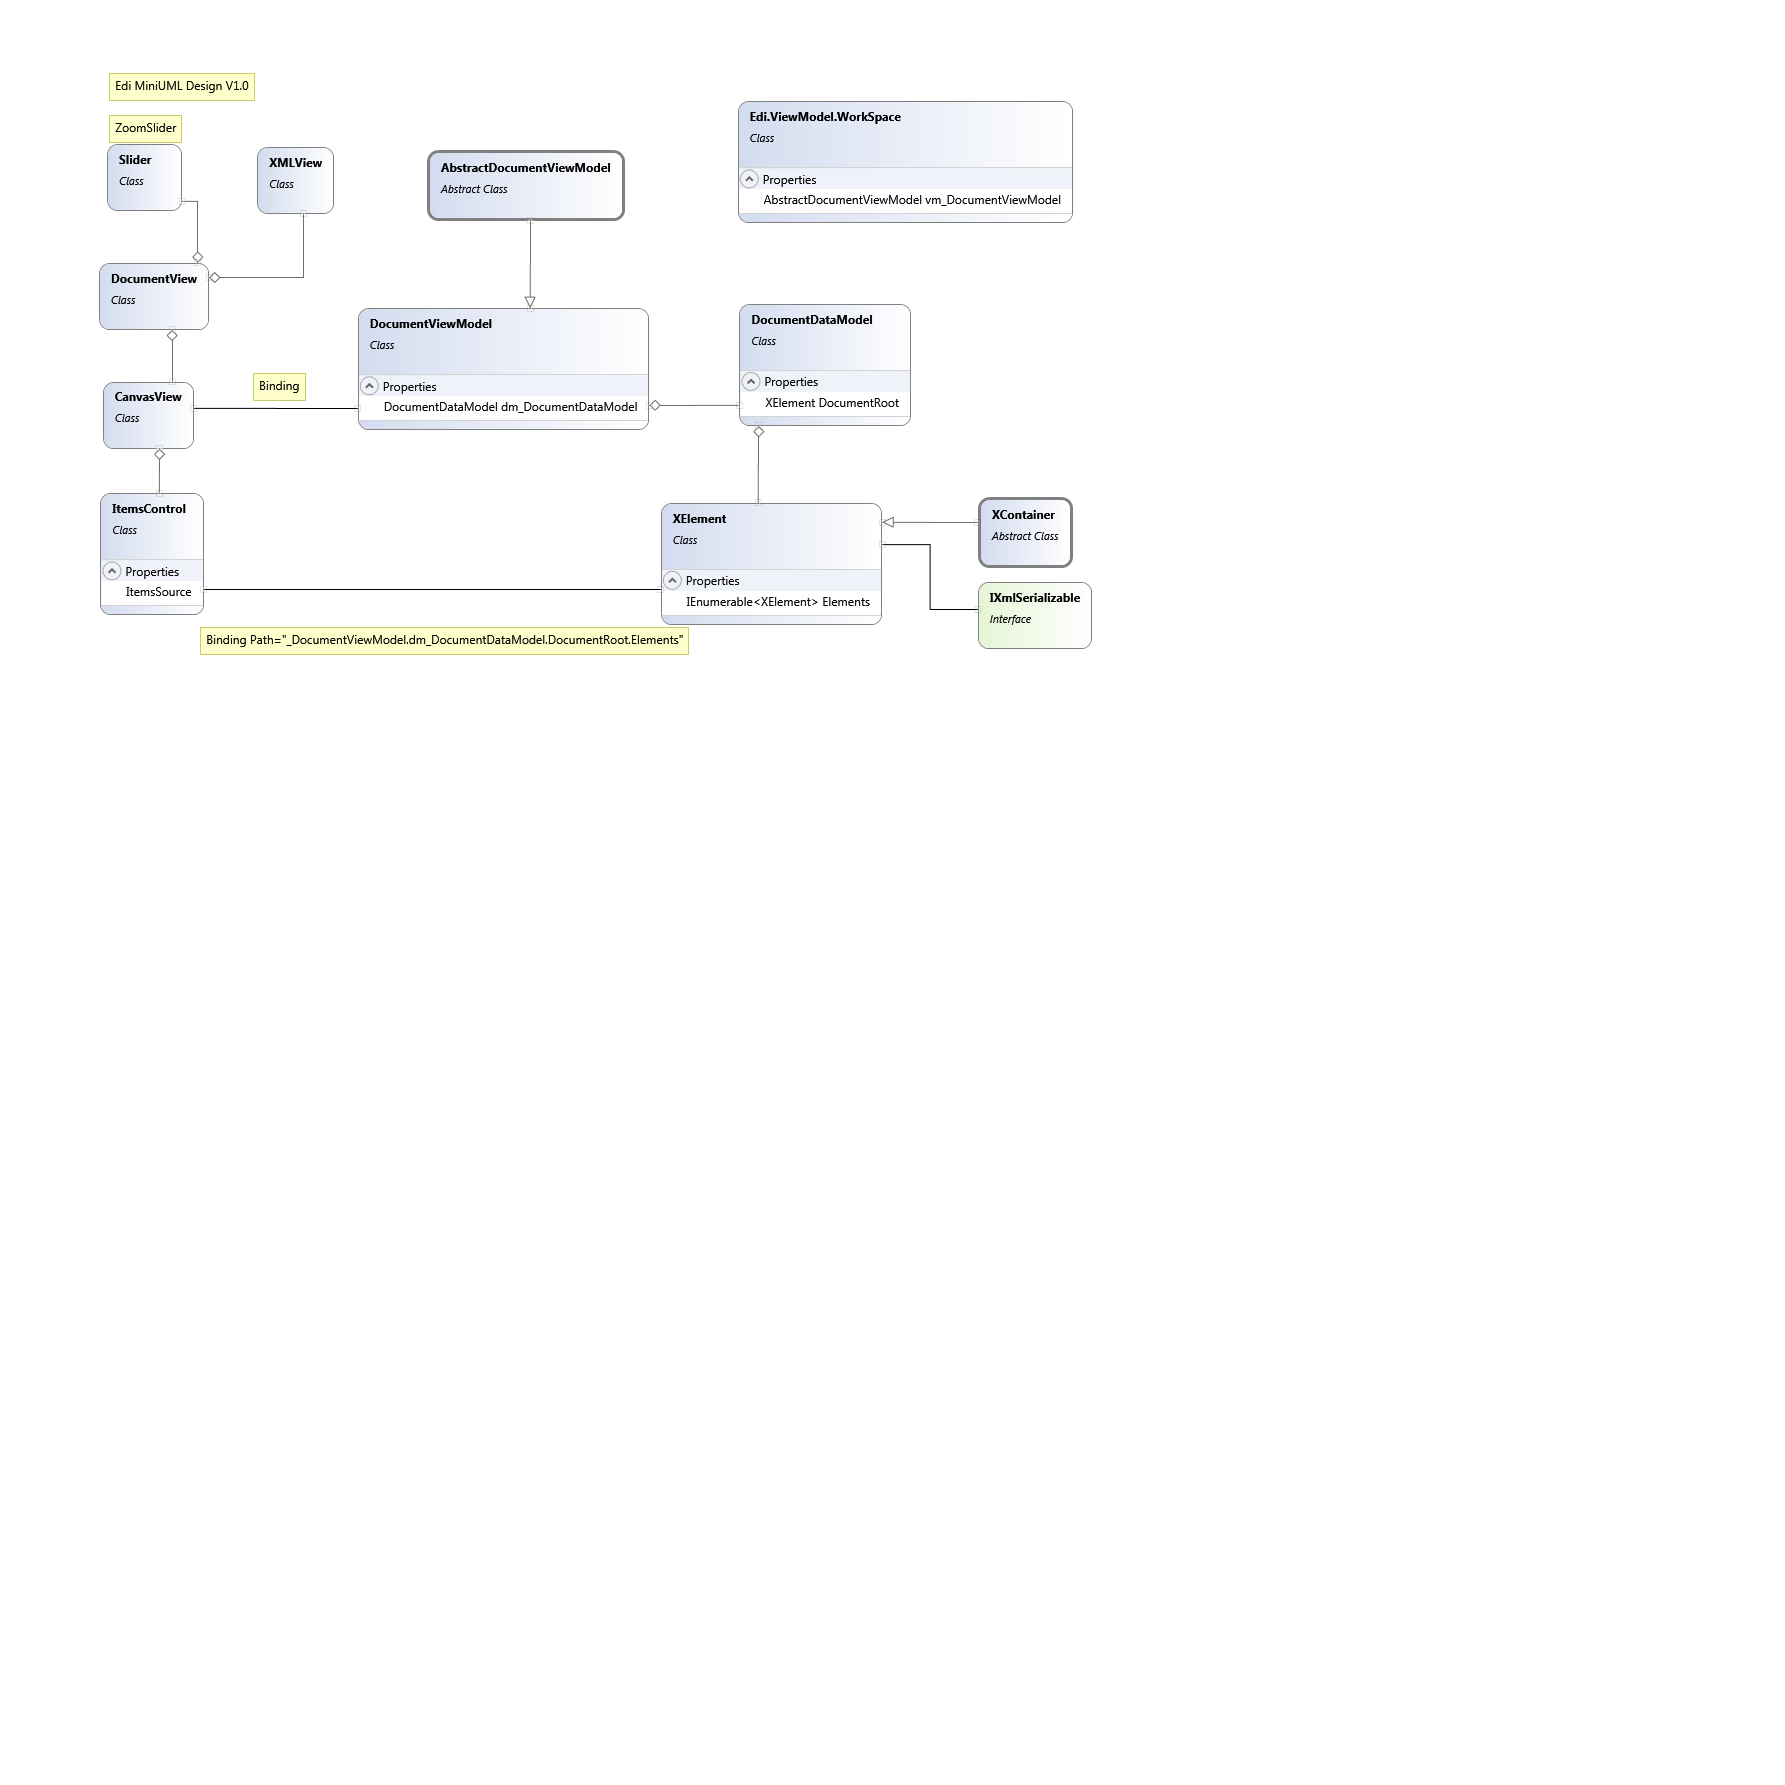 Edi MiniUML Design V1.0
ZoomSlider
Slider
Class
XMLView
Class
AbstractDocumentViewModel
Abstract Class
Edi.ViewModel.WorkSpace
Class
Properties
AbstractDocumentViewModel vm_DocumentViewModel
DocumentView
Class
DocumentViewModel
Class
Properties
DocumentDataModel dm_DocumentDataModel
DocumentDataModel
Class
Properties
XElement DocumentRoot
CanvasView
Class
Binding
ItemsControl
Class
Properties
ItemsSource
XElement
Class
Properties
IEnumerable<XElement> Elements
XContainer
Abstract Class
IXmlSerializable
Interface
Binding Path="_DocumentViewModel.dm_DocumentDataModel.DocumentRoot.Elements"